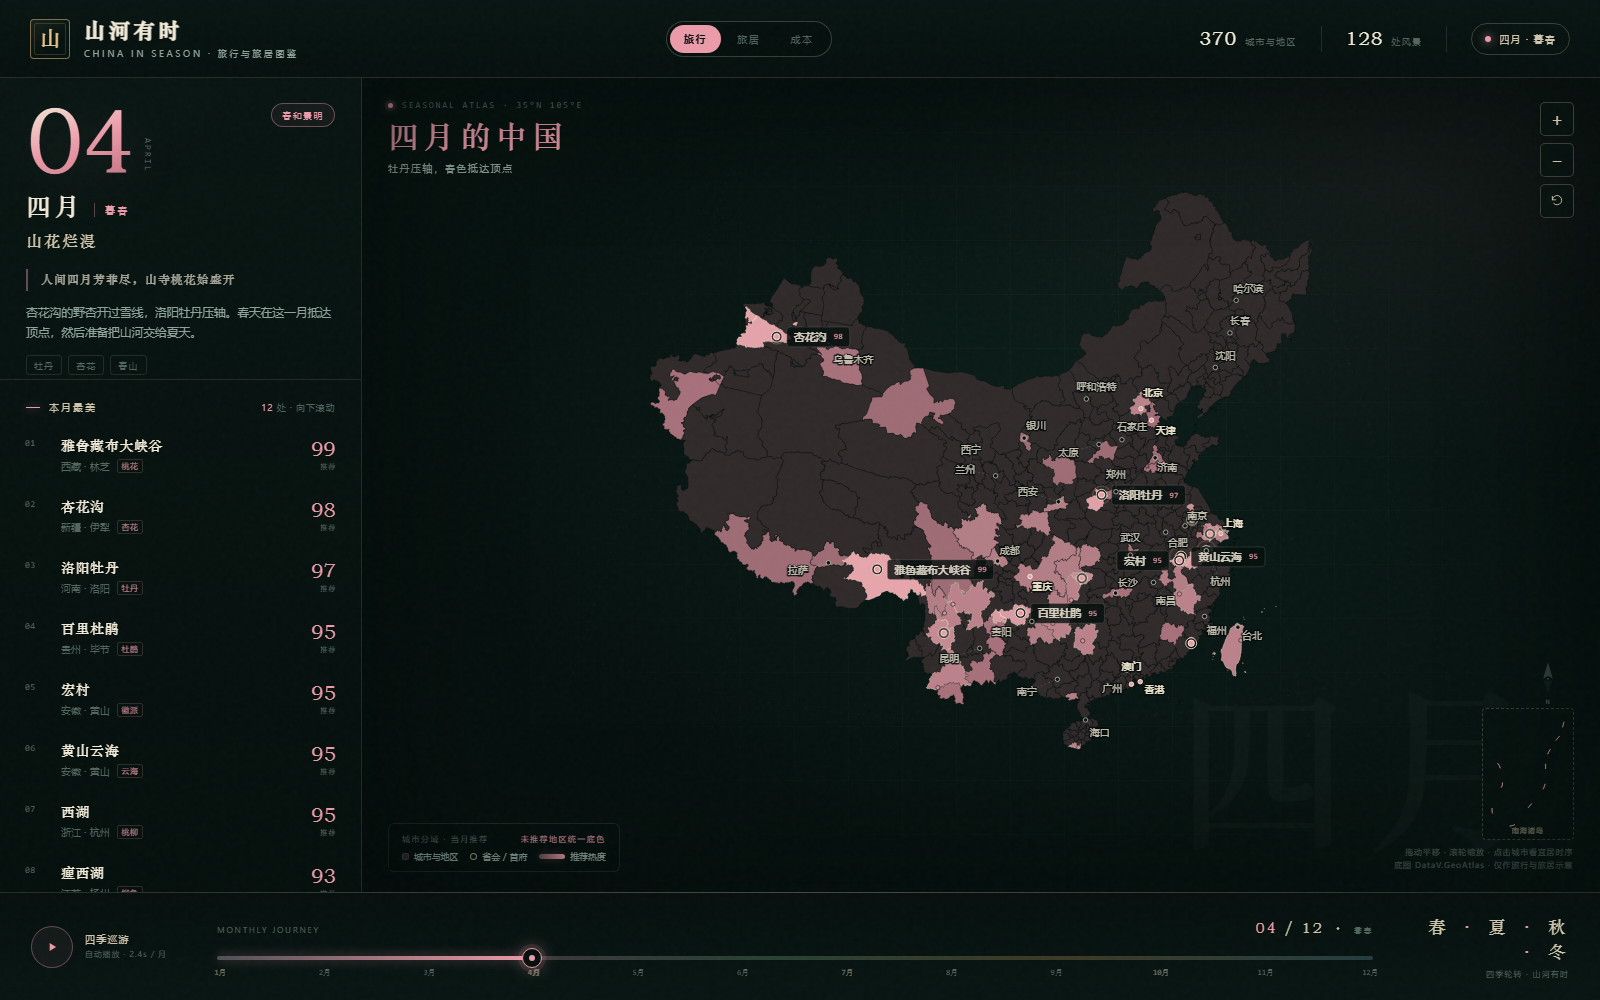 山
山河有时
CHINA IN SEASON · 旅行与旅居图鉴
旅行
旅居
成本
370 城市与地区
128 处风景
四月 · 暮春
04
APRIL
春和景明
四月
暮春
山花烂漫
人间四月芳菲尽，山寺桃花始盛开
杏花沟的野杏开过雪线，洛阳牡丹压轴。春天在这一月抵达
顶点，然后准备把山河交给夏天。
牡丹
杏花
春山
本月最美
12 处 · 向下滚动
01
雅鲁藏布大峡谷
西藏 · 林芝 桃花
99
推荐
02
杏花沟
新疆 · 伊犁 杏花
98
推荐
03
洛阳牡丹
河南 · 洛阳 牡丹
97
推荐
04
百里杜鹃
贵州 · 毕节 杜鹃
95
推荐
05
宏村
安徽 · 黄山 徽派
95
推荐
06
黄山云海
安徽 · 黄山 云海
95
推荐
07
西湖
浙江 · 杭州 桃柳
95
推荐
08
瘦西湖
93
SEASONAL ATLAS · 35°N 105°E
四月的中国
牡丹压轴，春色抵达顶点
+
−
哈尔滨
长春
沈阳
杏花沟 98
乌鲁木齐
呼和浩特
北京
天津
银川
石家庄
西宁
太原
兰州
济南
郑州
西安
洛阳牡丹 97
南京
上海
武汉
合肥
成都
宏村 95
黄山云海 95
拉萨
雅鲁藏布大峡谷 99
重庆
长沙
杭州
南昌
百里杜鹃 95
贵阳
福州
台北
昆明
澳门
南宁
广州
香港
海口
四月
N
南海诸岛
城市分域 · 当月推荐
未推荐地区统一底色
城市与地区
省会 / 首府
推荐热度
拖动平移 · 滚轮缩放 · 点击城市看宜居时序
底图 DataV.GeoAtlas · 仅作旅行与旅居示意
四季巡游
自动播放 · 2.4s / 月
MONTHLY JOURNEY
04 / 12 · 暮春
1月
2月
3月
4月
5月
6月
7月
8月
9月
10月
11月
12月
春 · 夏 · 秋
· 冬
四季轮转 · 山河有时